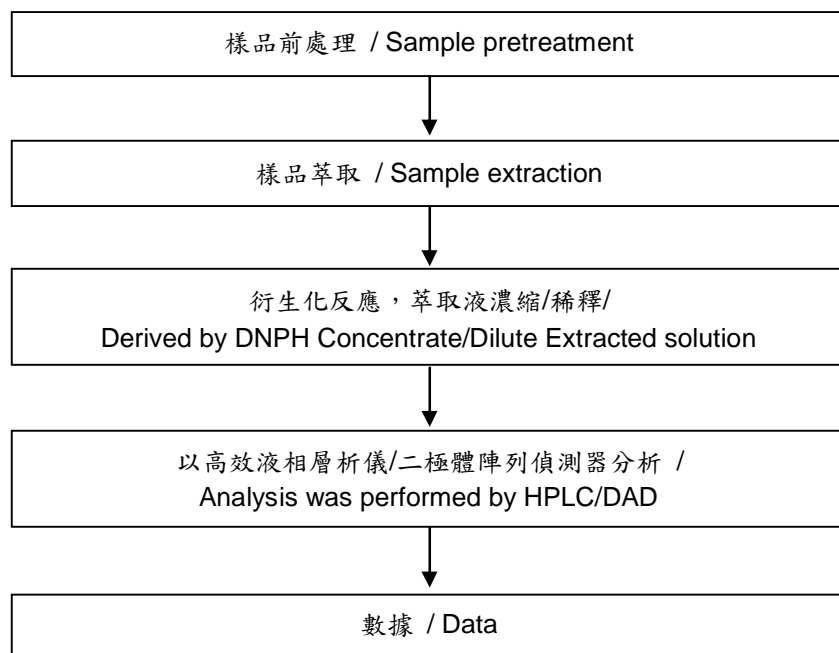 樣品前處理 / Sample pretreatment
樣品萃取 / Sample extraction
衍生化反應，萃取液濃縮/稀釋/
Derived by DNPH Concentrate/Dilute Extracted solution
以高效液相層析儀/二極體陣列偵測器分析 /
Analysis was performed by HPLC/DAD
數據 / Data